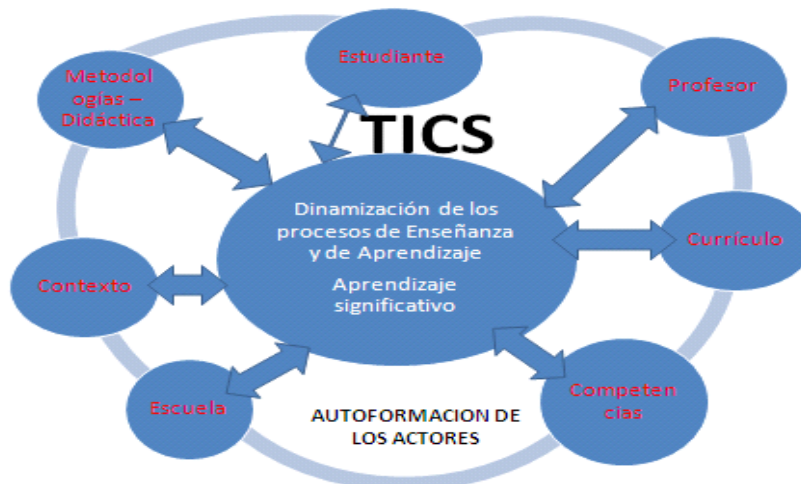 Estudiante
Metodol
ogías –
Didáctica
Profesor
TICS
Dinamización de los
procesos de Enseñanza
y de Aprendizaje
Aprendizaje
significativo
Currículo
Contexto
Escuela
Competen
cias
AUTOFORMACION DE
LOS ACTORES